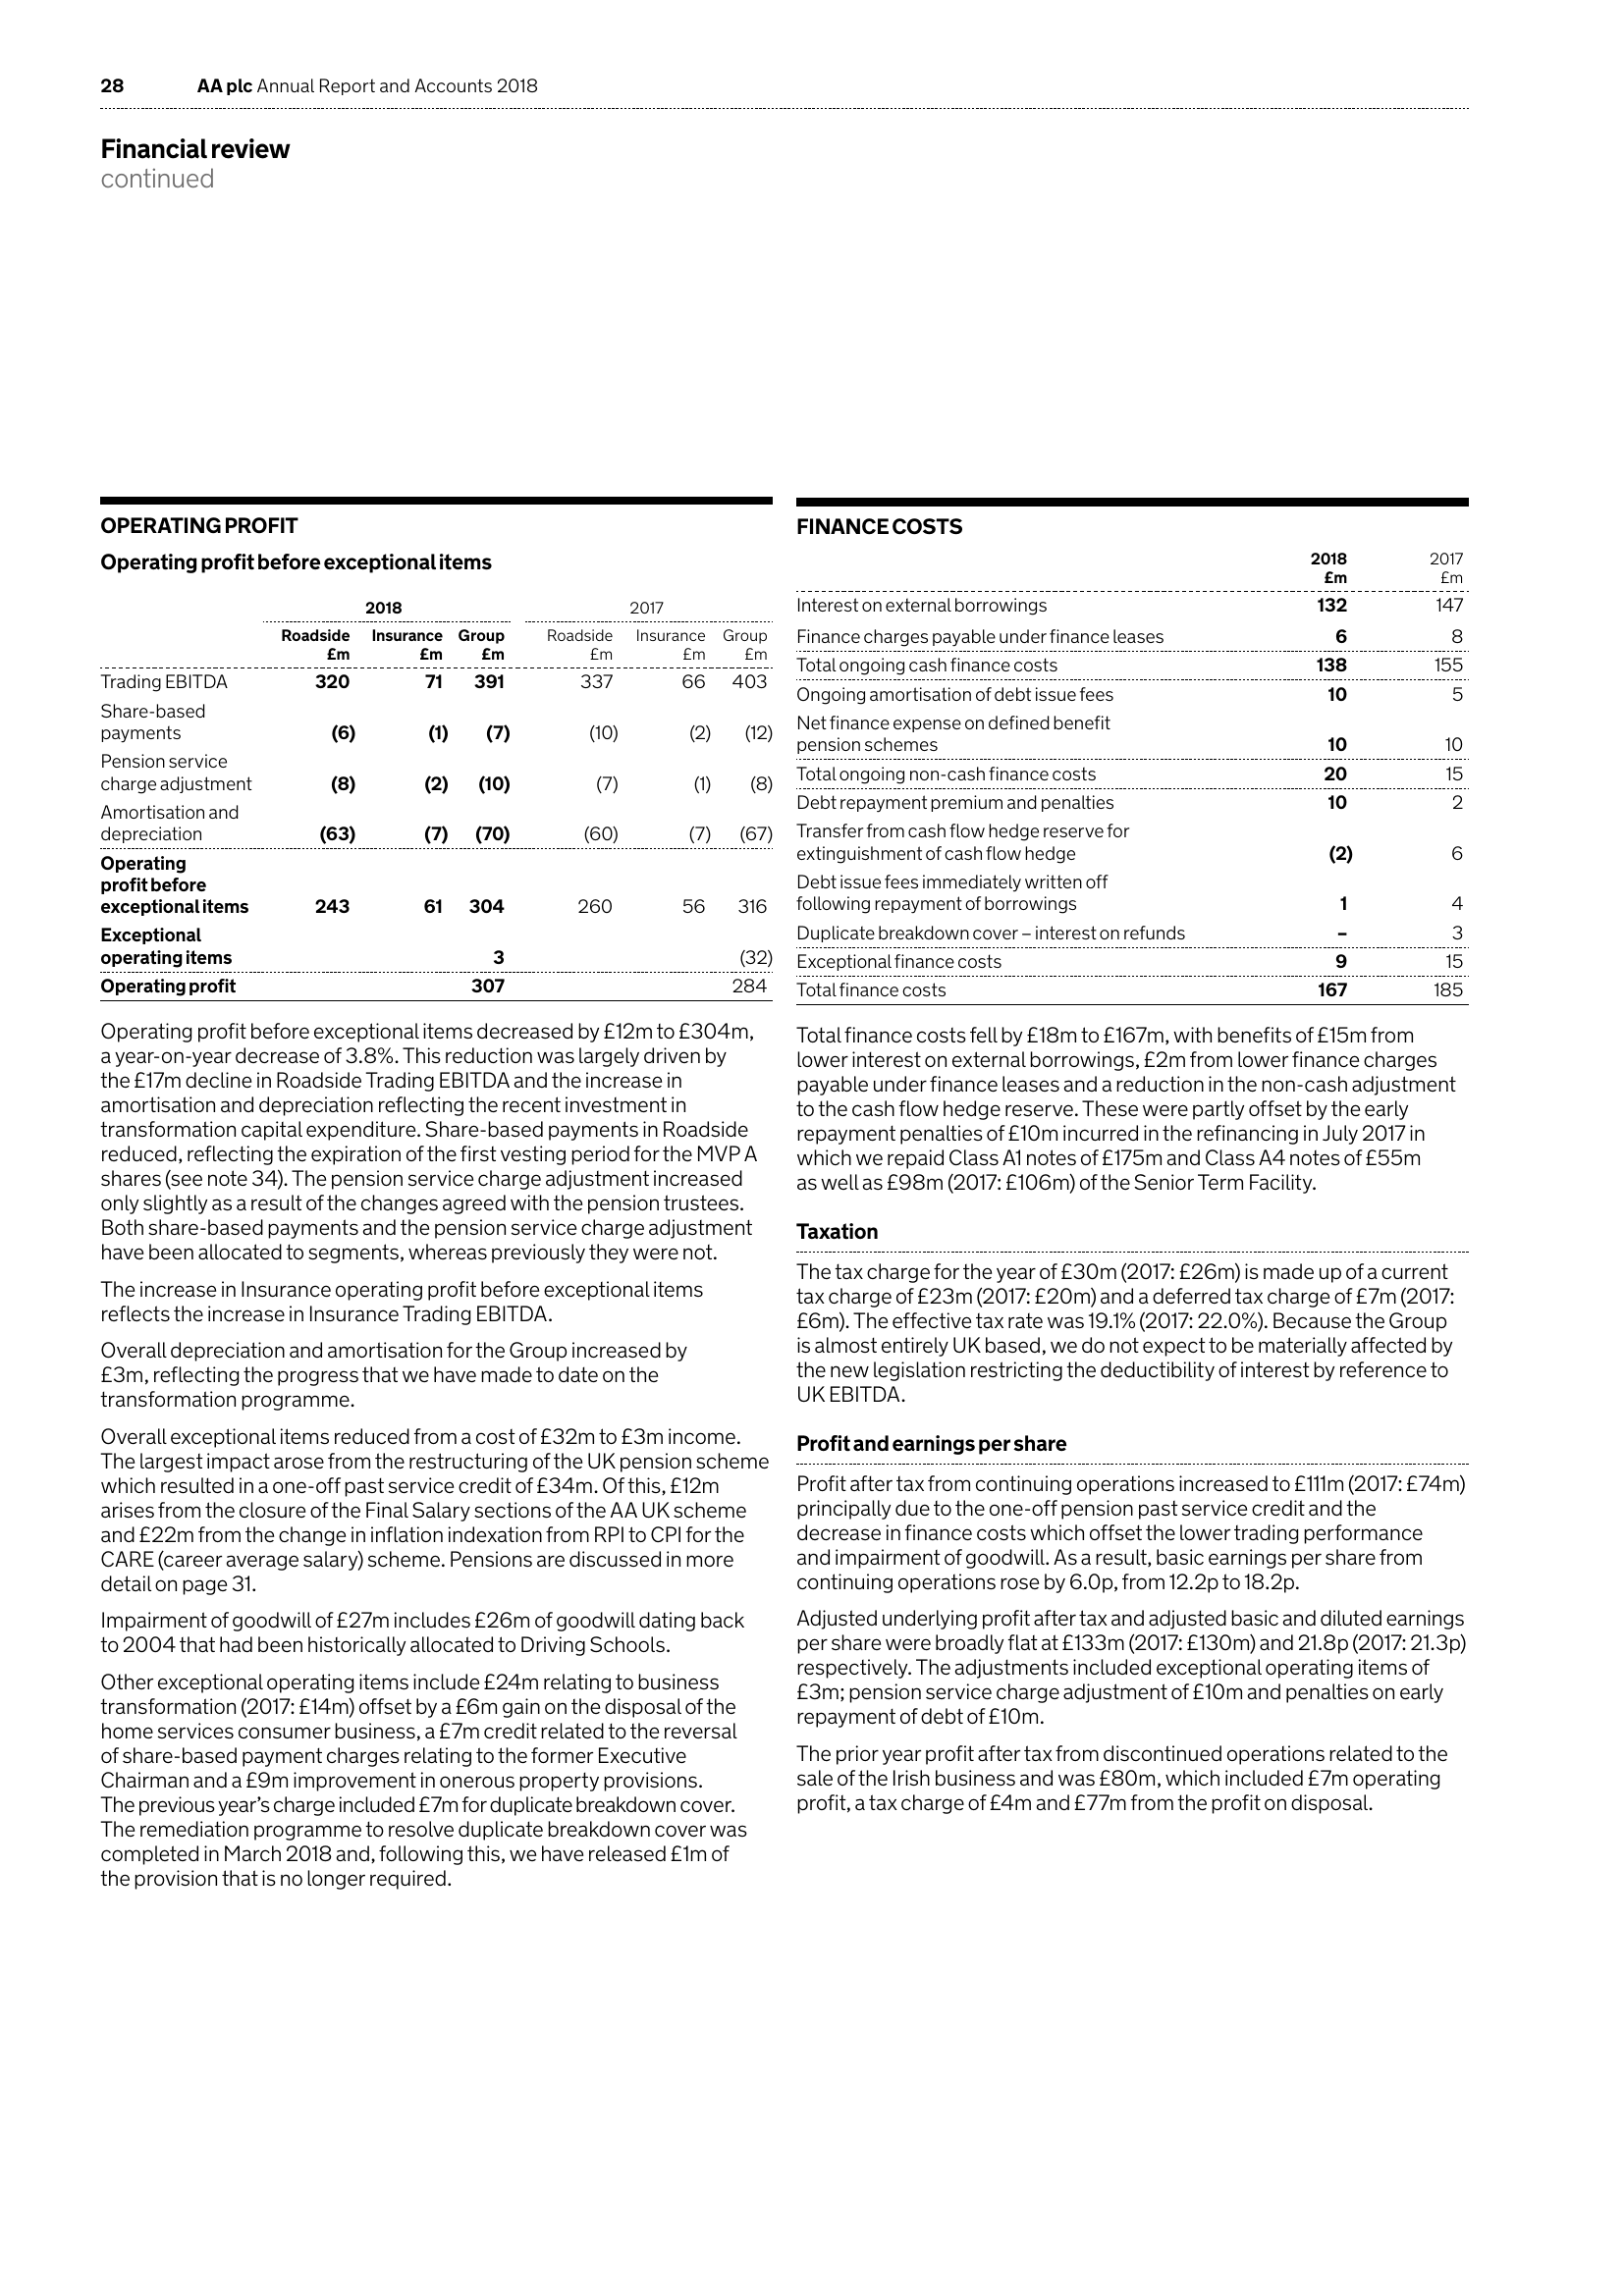 28 AA plc Annual Report and Accounts 2018
Financial review
continued
OPERATING PROFIT
Operating profit before exceptional items
2018 2017
Roadside Insurance Group Roadside Insurance Group
£m £m £m £m £m £m
Trading EBITDA 320 71 391 337 66 403
Share-based
payments (6) (1) (7) (10) (2) (12)
Pension service
charge adjustment (8) (2) (10) (7) (1) (8)
Amortisation and
depreciation (63) (7) (70) (60) (7) (67)
Operating
profit before
exceptional items 243 61 304 260 56 316
Exceptional
operating items 3 (32)
Operating profit 307 284
Operating profit before exceptional items decreased by £12m to £304m,
a year-on-year decrease of 3.8%. This reduction was largely driven by
the £17m decline in Roadside Trading EBITDA and the increase in
amortisation and depreciation reflecting the recent investment in
transformation capital expenditure. Share-based payments in Roadside
reduced, reflecting the expiration of the first vesting period for the MVP A
shares (see note 34). The pension service charge adjustment increased
only slightly as a result of the changes agreed with the pension trustees.
Both share-based payments and the pension service charge adjustment
have been allocated to segments, whereas previously they were not.
The increase in Insurance operating profit before exceptional items
reflects the increase in Insurance Trading EBITDA.
Overall depreciation and amortisation for the Group increased by
£3m, reflecting the progress that we have made to date on the
transformation programme.
Overall exceptional items reduced from a cost of £32m to £3m income.
The largest impact arose from the restructuring of the UK pension scheme
which resulted in a one-off past service credit of £34m. Of this, £12m
arises from the closure of the Final Salary sections of the AA UK scheme
and £22m from the change in inflation indexation from RPI to CPI for the
CARE (career average salary) scheme. Pensions are discussed in more
detail on page 31.
Impairment of goodwill of £27m includes £26m of goodwill dating back
to 2004 that had been historically allocated to Driving Schools.
Other exceptional operating items include £24m relating to business
transformation (2017: £14m) offset by a £6m gain on the disposal of the
home services consumer business, a £7m credit related to the reversal
of share-based payment charges relating to the former Executive
Chairman and a £9m improvement in onerous property provisions.
The previous year's charge included £7m for duplicate breakdown cover.
The remediation programme to resolve duplicate breakdown cover was
completed in March 2018 and, following this, we have released £1m of
the provision that is no longer required.
FINANCE COSTS
2018 2017
£m £m
Interest on external borrowings 132 147
Finance charges payable under finance leases 6 8
Total ongoing cash finance costs 138 155
Ongoing amortisation of debt issue fees 10 5
Net finance expense on defined benefit
pension schemes 10 10
Total ongoing non-cash finance costs 20 15
Debt repayment premium and penalties 10 2
Transfer from cash flow hedge reserve for
extinguishment of cash flow hedge (2) 6
Debt issue fees immediately written off
following repayment of borrowings 1 4
Duplicate breakdown cover – interest on refunds – 3
Exceptional finance costs 9 15
Total finance costs 167 185
Total finance costs fell by £18m to £167m, with benefits of £15m from
lower interest on external borrowings, £2m from lower finance charges
payable under finance leases and a reduction in the non-cash adjustment
to the cash flow hedge reserve. These were partly offset by the early
repayment penalties of £10m incurred in the refinancing in July 2017 in
which we repaid Class A1 notes of £175m and Class A4 notes of £55m
as well as £98m (2017: £106m) of the Senior Term Facility.
Taxation
The tax charge for the year of £30m (2017: £26m) is made up of a current
tax charge of £23m (2017: £20m) and a deferred tax charge of £7m (2017:
£6m). The effective tax rate was 19.1% (2017: 22.0%). Because the Group
is almost entirely UK based, we do not expect to be materially affected by
the new legislation restricting the deductibility of interest by reference to
UK EBITDA.
Profit and earnings per share
Profit after tax from continuing operations increased to £111m (2017: £74m)
principally due to the one-off pension past service credit and the
decrease in finance costs which offset the lower trading performance
and impairment of goodwill. As a result, basic earnings per share from
continuing operations rose by 6.0p, from 12.2p to 18.2p.
Adjusted underlying profit after tax and adjusted basic and diluted earnings
per share were broadly flat at £133m (2017: £130m) and 21.8p (2017: 21.3p)
respectively. The adjustments included exceptional operating items of
£3m; pension service charge adjustment of £10m and penalties on early
repayment of debt of £10m.
The prior year profit after tax from discontinued operations related to the
sale of the Irish business and was £80m, which included £7m operating
profit, a tax charge of £4m and £77m from the profit on disposal.